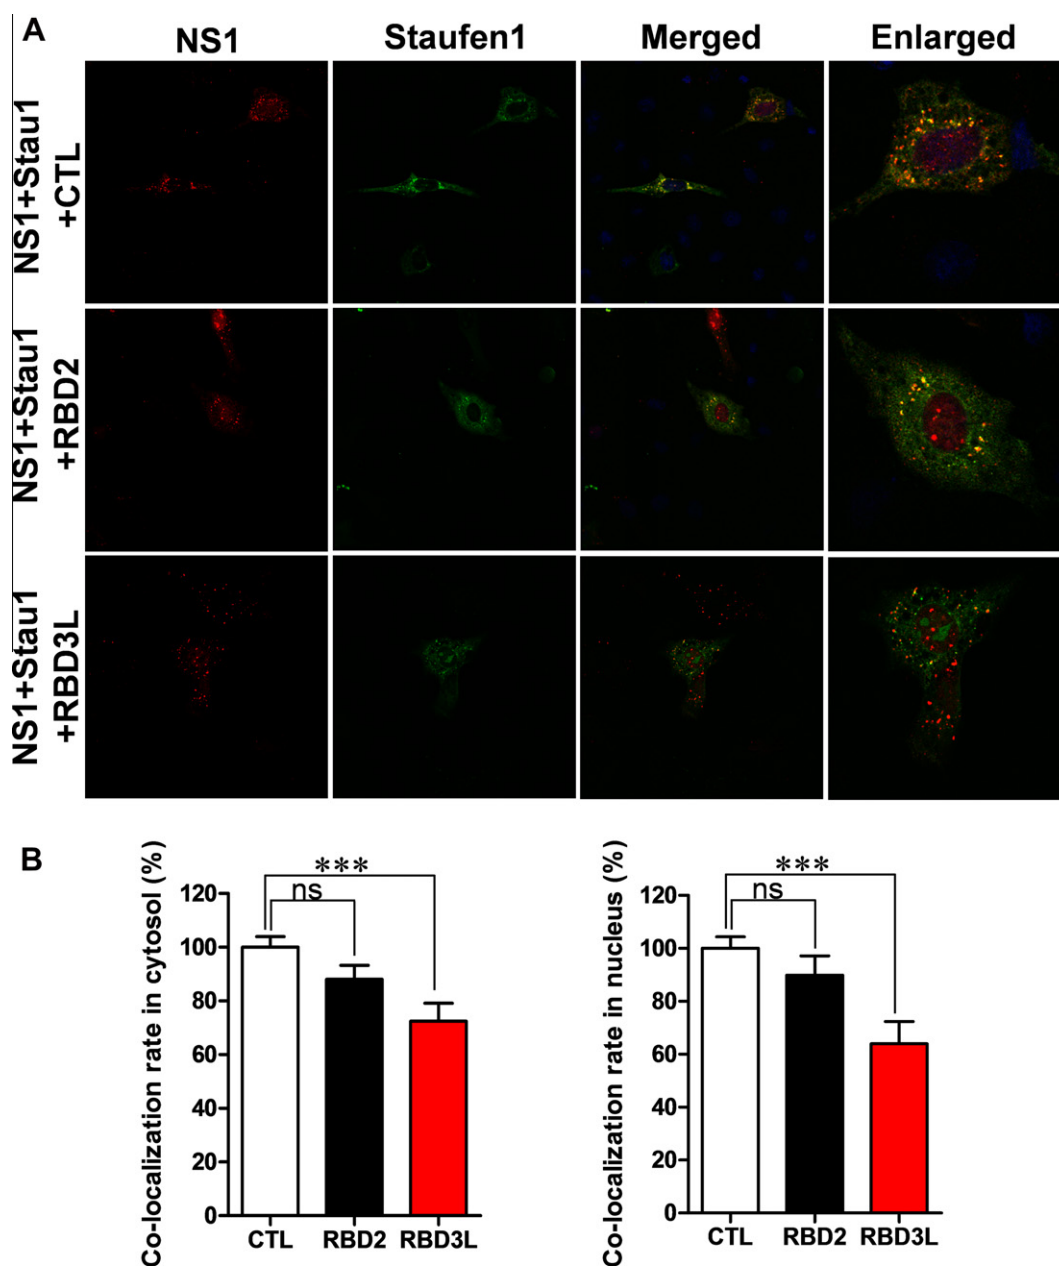 A
NS1
Staufen1
Merged
Enlarged
NS1+Stau1
+CTL
NS1+Stau1
+RBD2
NS1+Stau1
+RBD3L
B
Co-localization rate in cytosol (%)
120
100
80
60
40
20
0
***
ns
CTL
RBD2
RBD3L
Co-localization rate in nucleus (%)
120
100
80
60
40
20
0
***
ns
CTL
RBD2
RBD3L